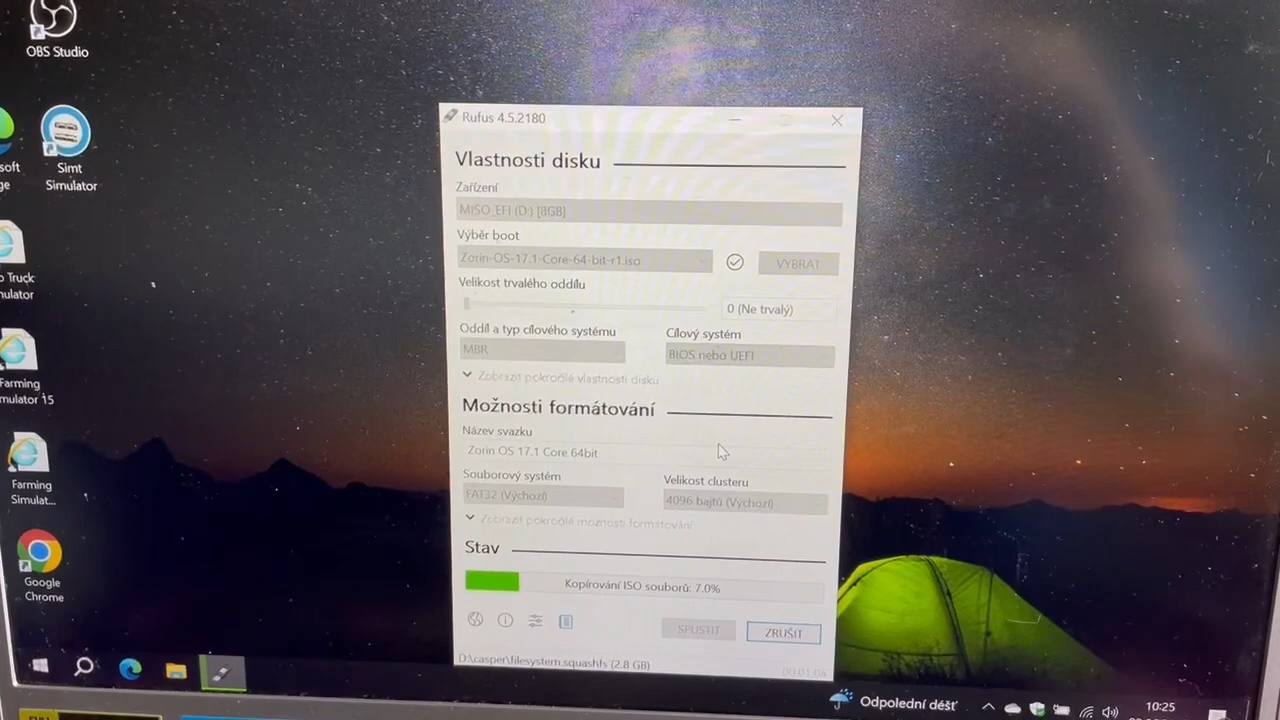 OBS Studio
Simt
Simulator
soft
ge
o Truck
mulator
Farming
mulator 15
Farming
Simulat...
Google
Chrome
Rufus 4.5.2180
Vlastnosti disku
Zařízení
MISO_EFI (D:) [8GB]
Výběr boot
Zorin-OS-17.1-Core-64-bit-r1.iso
VYBRAT
Velikost trvalého oddílu
0 (Ne trvalý)
Oddíl a typ cílového systému
Cílový systém
MBR
BIOS nebo UEFI
Zobrazit pokročilé vlastnosti disku
Možnosti formátování
Název svazku
Zorin OS 17.1 Core 64bit
Souborový systém
Velikost clusteru
FAT32 (Výchozí)
4096 bajtů (Výchozí)
Zobrazit pokročilé možnosti formátování
Stav
Kopírování ISO souborů: 7.0%
SPUSTIT
ZRUŠIT
D:\casper\filesystem.squashfs (2.8 GB)
Odpolední déšť
10:25